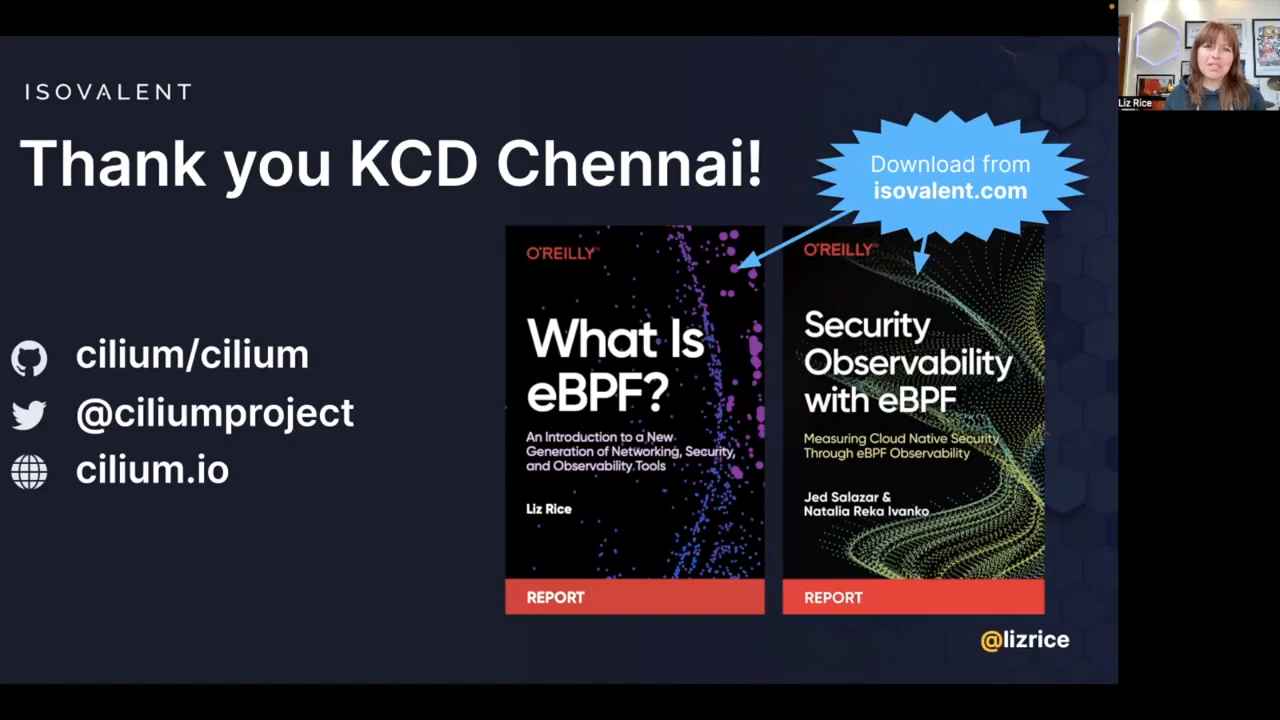 ISOVALENT
Thank you KCD Chennai!
Download from
isovalent.com
cilium/cilium
@ciliumproject
cilium.io
O'REILLY®
What Is
eBPF?
An Introduction to a New
Generation of Networking, Security,
and Observability Tools
Liz Rice
REPORT
O'REILLY®
Security
Observability
with eBPF
Measuring Cloud Native Security
Through eBPF Observability
Jed Salazar &
Natalia Reka Ivanko
REPORT
@lizrice
Liz Rice